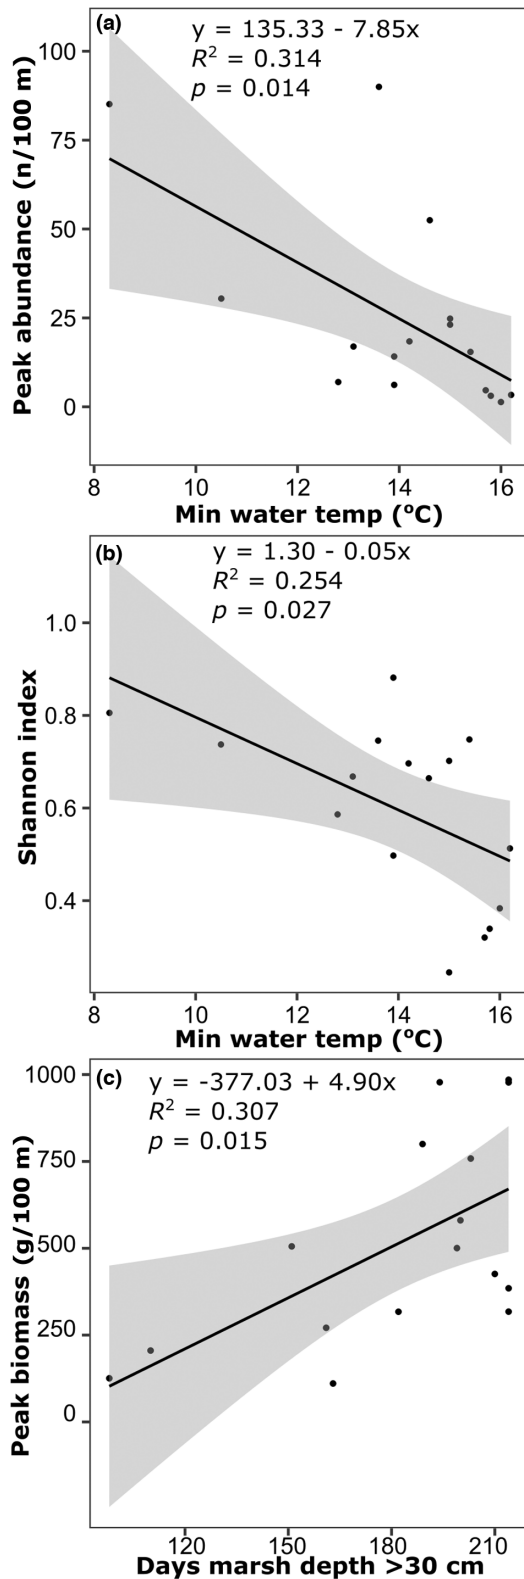 (a)
y = 135.33 - 7.85x
R² = 0.314
p = 0.014
Peak abundance (n/100 m)
100
75
50
25
0
8 10 12 14 16
Min water temp (°C)
(b)
y = 1.30 - 0.05x
R² = 0.254
p = 0.027
Shannon index
1.0
0.8
0.6
0.4
8 10 12 14 16
Min water temp (°C)
(c)
y = -377.03 + 4.90x
R² = 0.307
p = 0.015
Peak biomass (g/100 m)
1000
750
500
250
0
120 150 180 210
Days marsh depth >30 cm